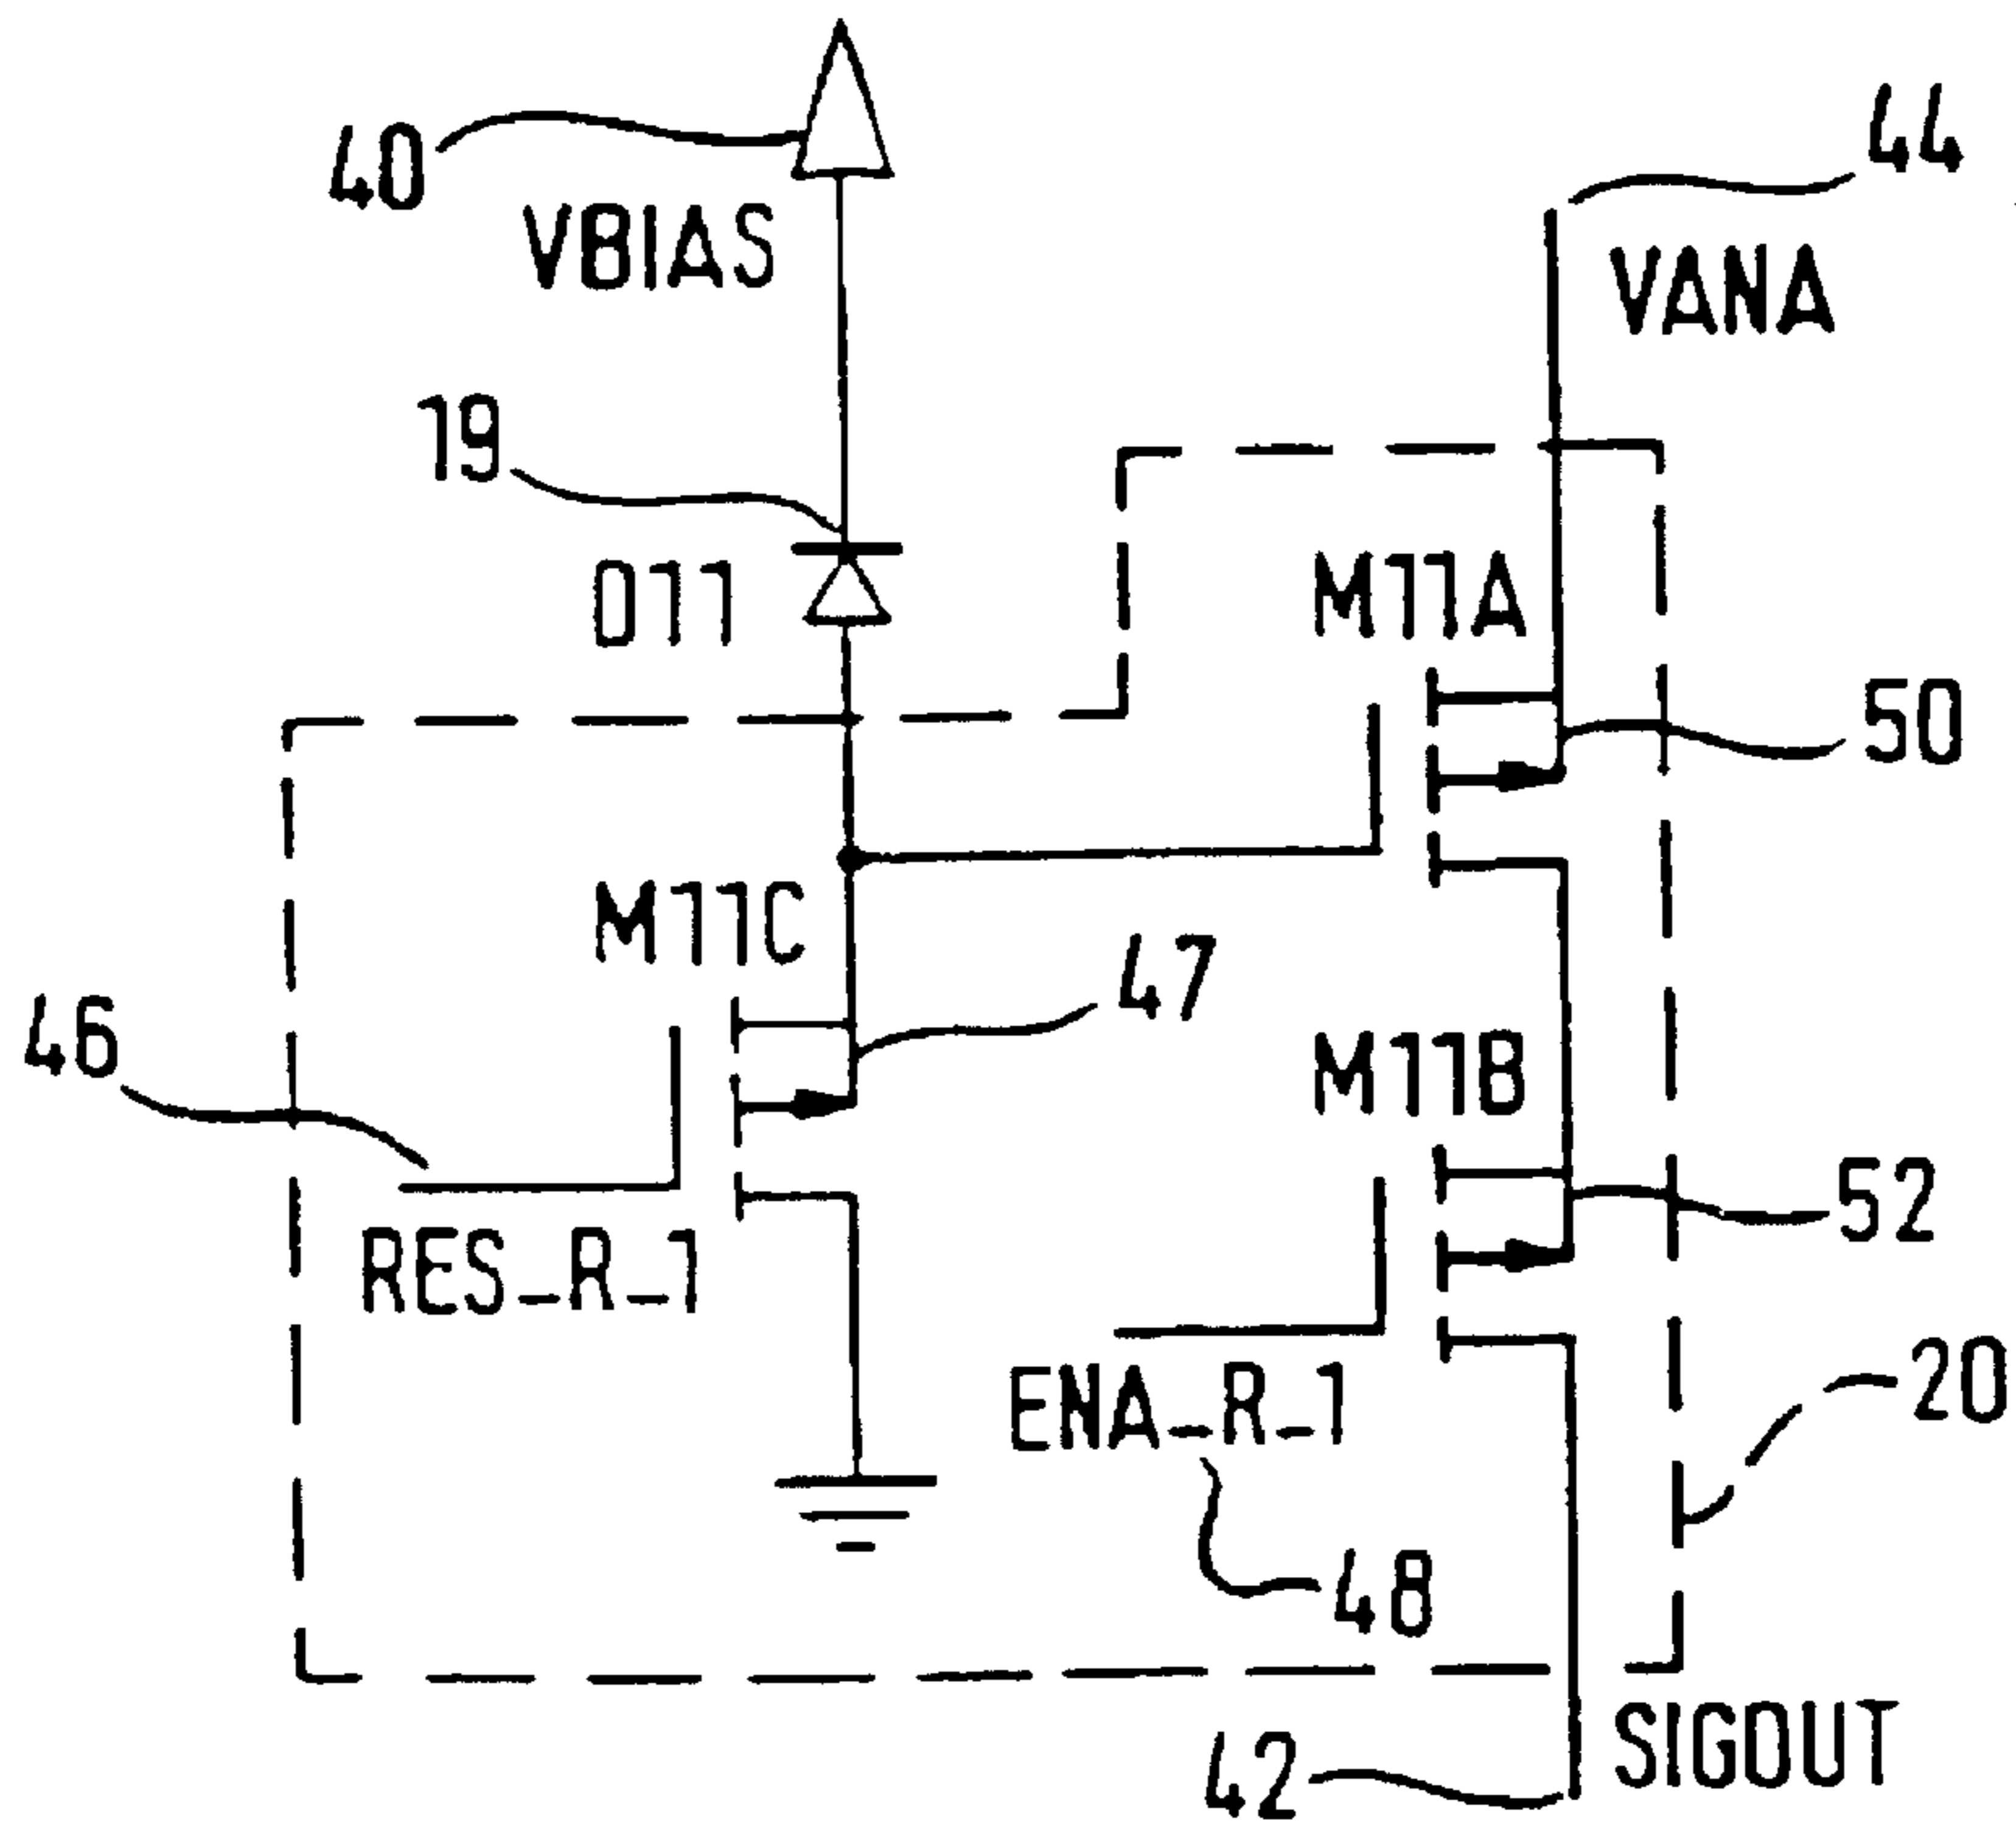 40
VBIAS
44
VANA
19
D11
M11A
50
M11C
47
46
RES_R_1
M11B
52
ENA_R_1
20
48
SIGOUT
42